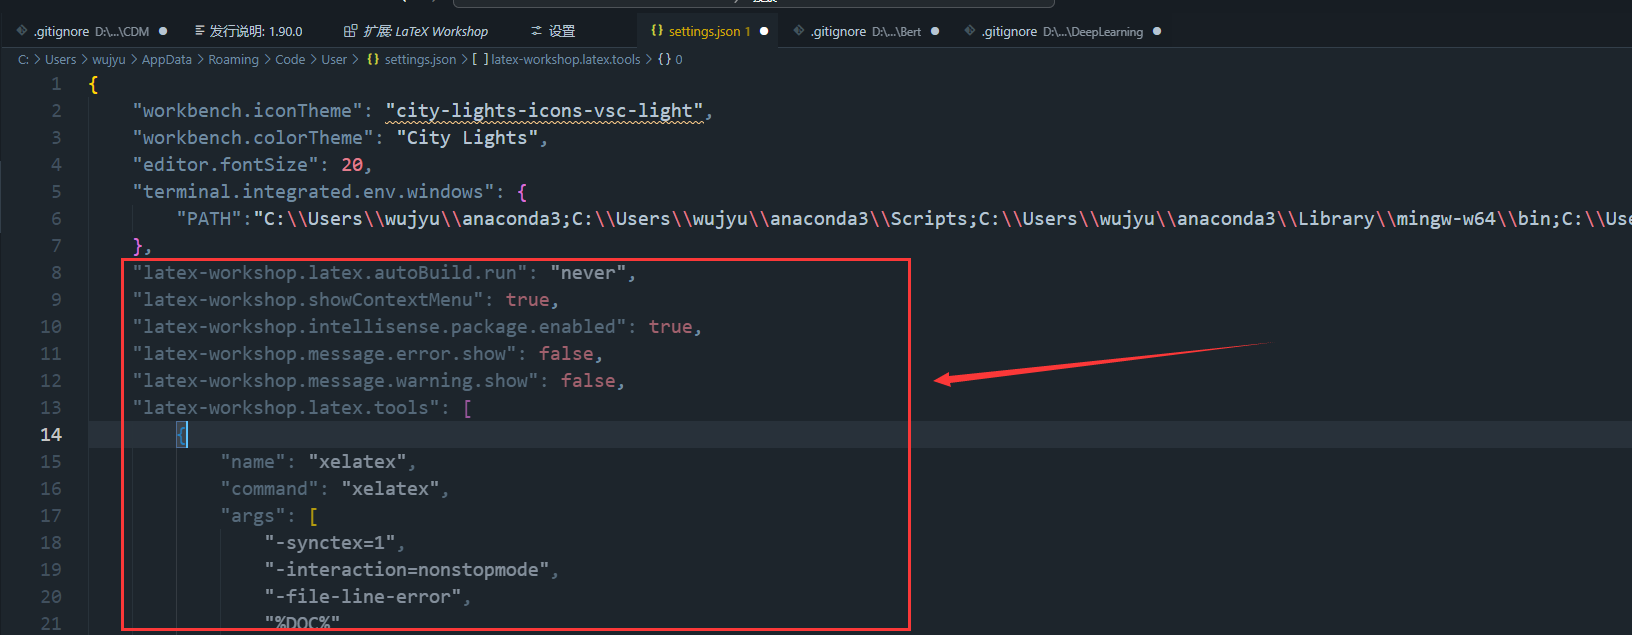 .gitignore D:\...\CDM ● 发行说明: 1.90.0 扩展: LaTeX Workshop 设置 {} settings.json 1 ● .gitignore D:\...\Bert ● .gitignore D:\...\DeepLearning ●
C: > Users > wujyu > AppData > Roaming > Code > User > {} settings.json > [ ] latex-workshop.latex.tools > {} 0
1 {
2 "workbench.iconTheme": "city-lights-icons-vsc-light",
3 "workbench.colorTheme": "City Lights",
4 "editor.fontSize": 20,
5 "terminal.integrated.env.windows": {
6 "PATH":"C:\\Users\\wujyu\\anaconda3;C:\\Users\\wujyu\\anaconda3\\Scripts;C:\\Users\\wujyu\\anaconda3\\Library\\mingw-w64\\bin;C:\\Use
7 },
8 "latex-workshop.latex.autoBuild.run": "never",
9 "latex-workshop.showContextMenu": true,
10 "latex-workshop.intellisense.package.enabled": true,
11 "latex-workshop.message.error.show": false,
12 "latex-workshop.message.warning.show": false,
13 "latex-workshop.latex.tools": [
14 {
15 "name": "xelatex",
16 "command": "xelatex",
17 "args": [
18 "-synctex=1",
19 "-interaction=nonstopmode",
20 "-file-line-error",
21 "%DOC%"